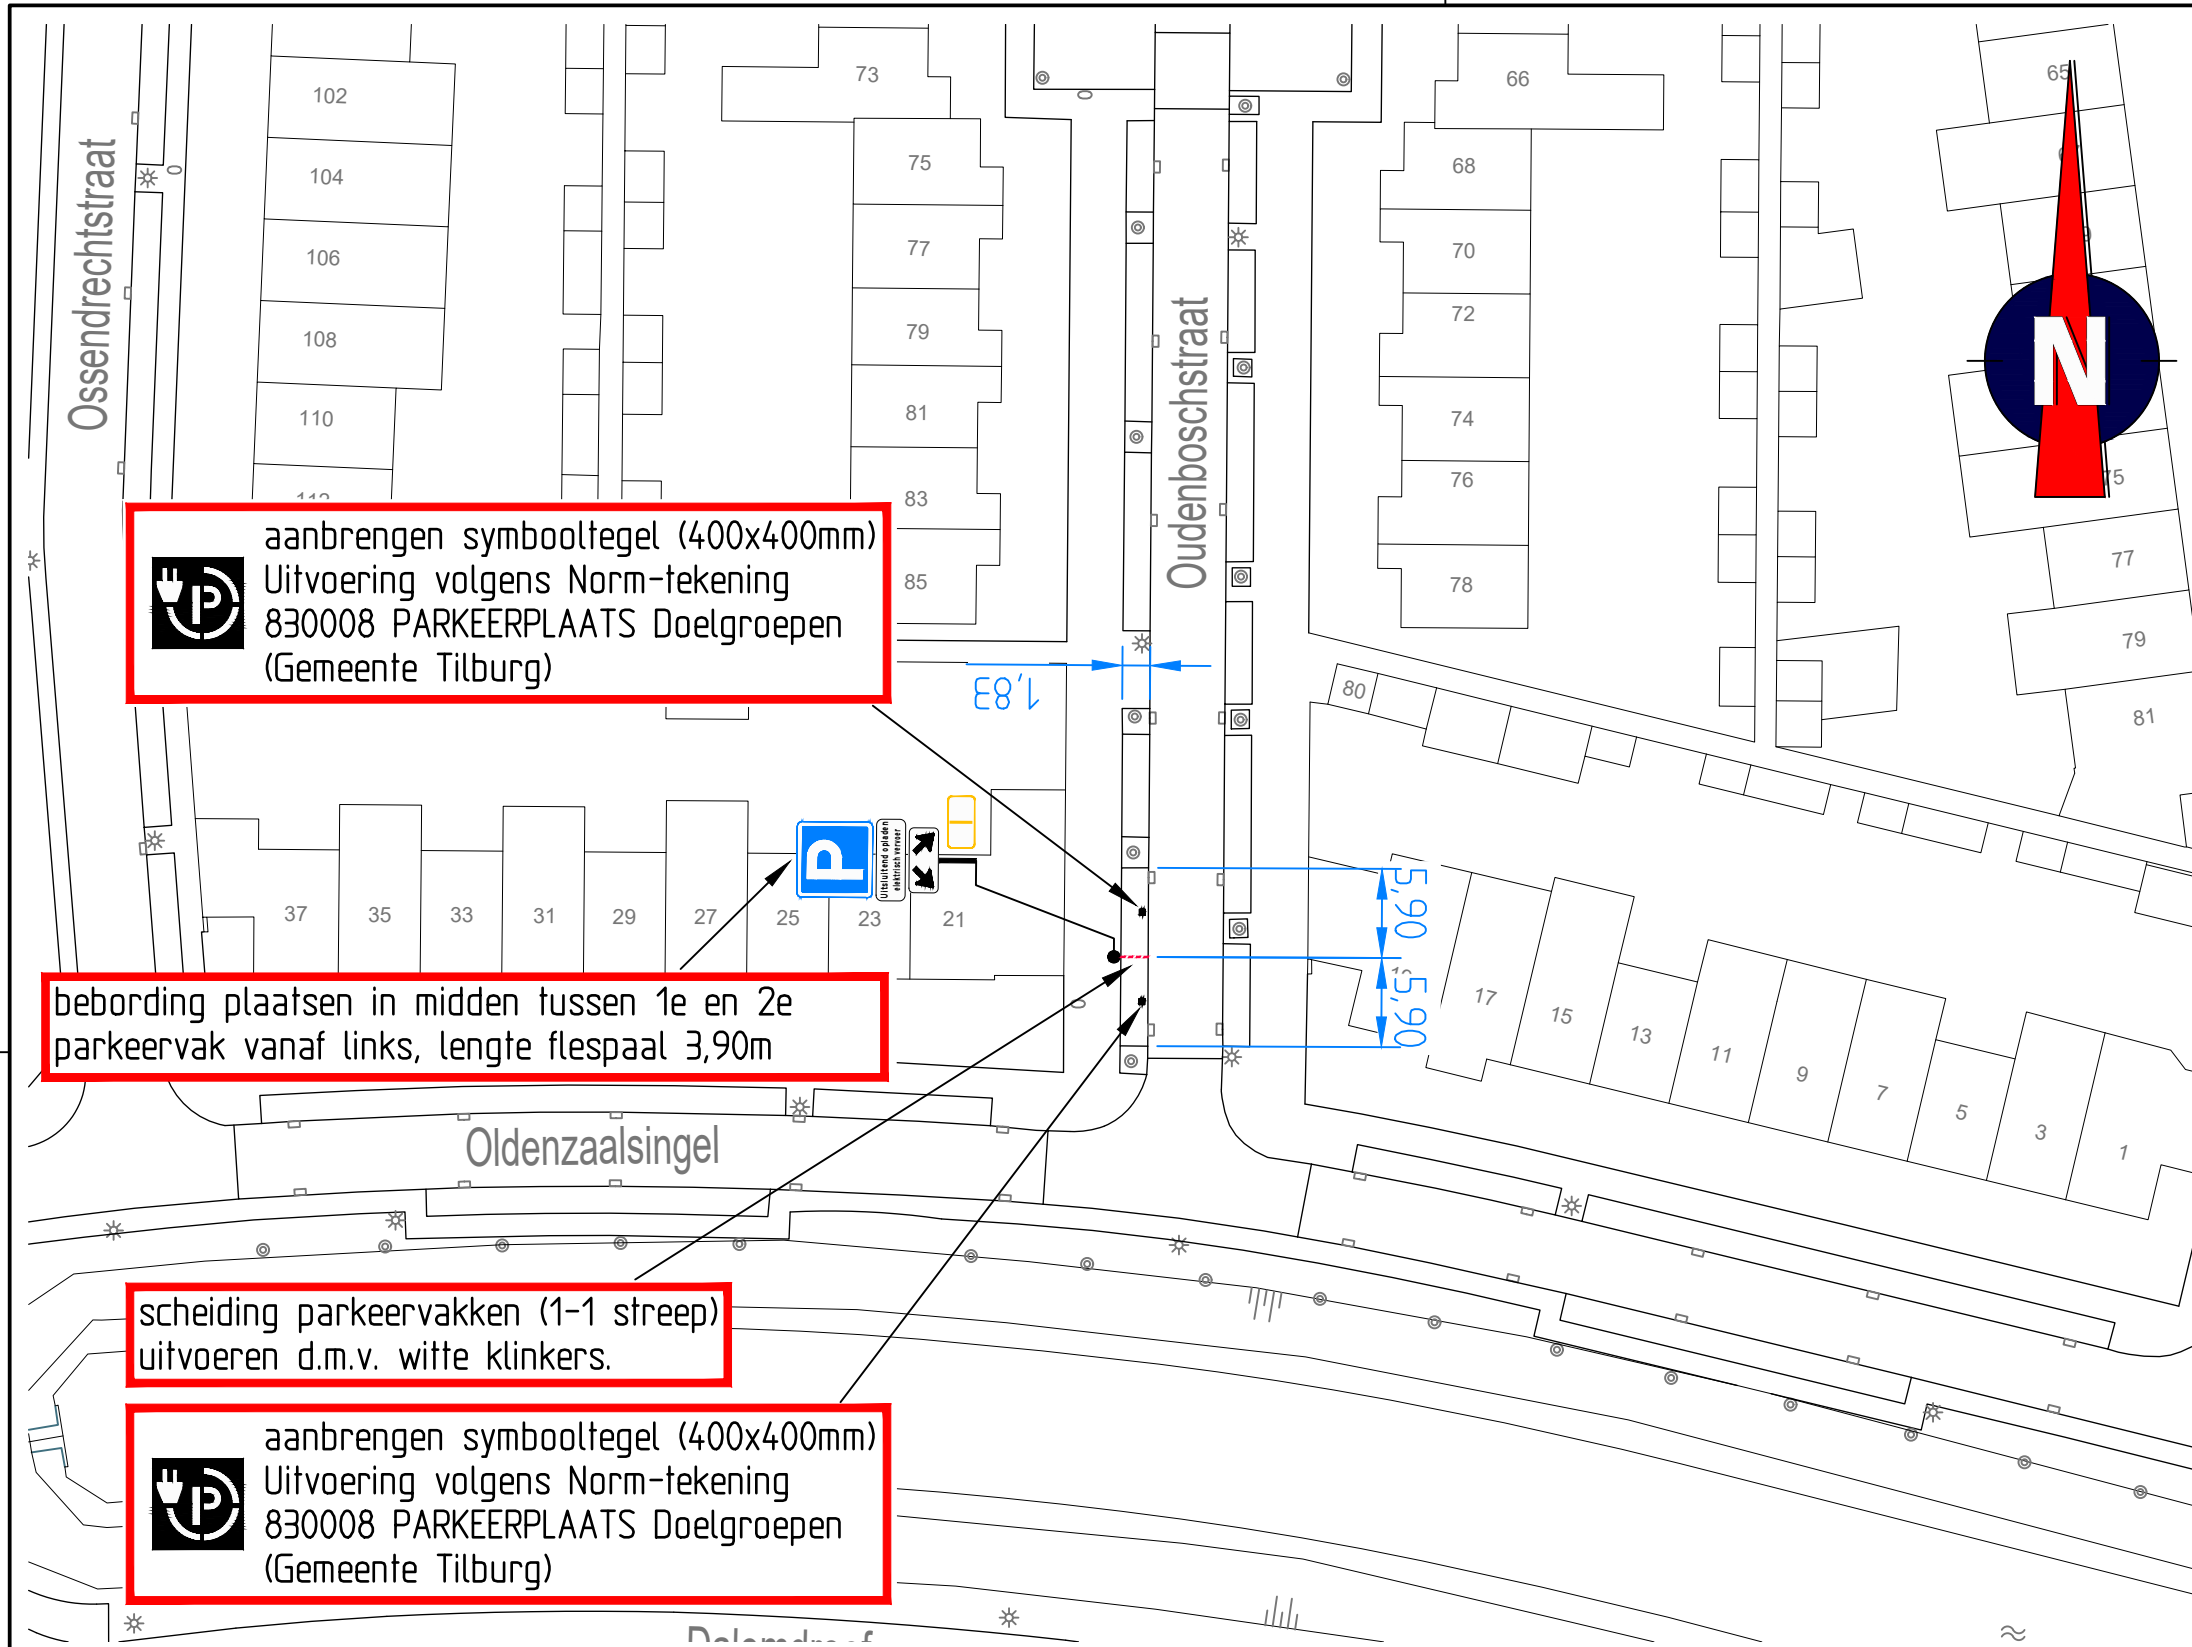 102
104
106
108
110
73
75
77
79
81
83
85
66
68
70
72
74
76
78
65
75
77
79
81
N
Ossendrechtstraat
Oudenboschstraat
aanbrengen symbooltegel (400x400mm)
Uitvoering volgens Norm-tekening
830008 PARKEERPLAATS Doelgroepen
(Gemeente Tilburg)
P
1,83
80
P
Uitsluitend opladen
elektrisch vervoer
5,90
5,90
37
35
33
31
29
27
25
23
21
17
15
13
11
9
7
5
3
1
bebording plaatsen in midden tussen 1e en 2e
parkeervak vanaf links, lengte flespaal 3,90m
Oldenzaalsingel
scheiding parkeervakken (1-1 streep)
uitvoeren d.m.v. witte klinkers.
aanbrengen symbooltegel (400x400mm)
Uitvoering volgens Norm-tekening
830008 PARKEERPLAATS Doelgroepen
(Gemeente Tilburg)
P